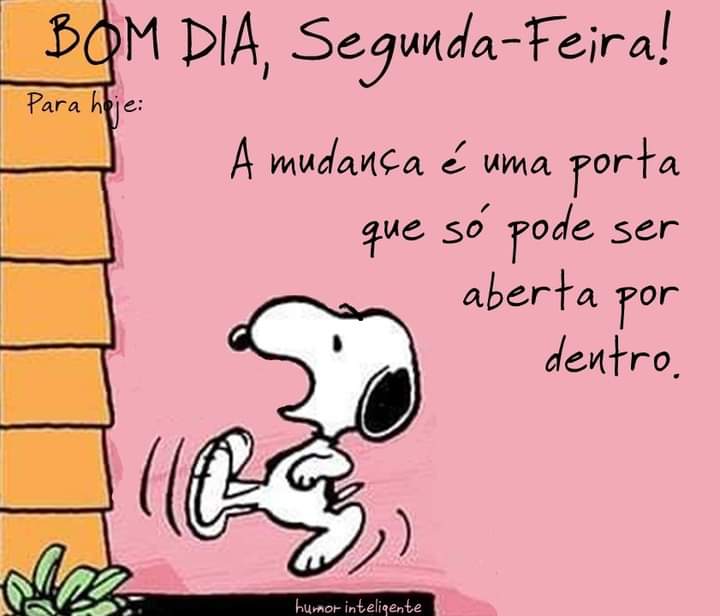 BOM DIA, Segunda-Feira!
Para hoje:
A mudança é uma porta
que só pode ser
aberta por
dentro.
humor inteligente